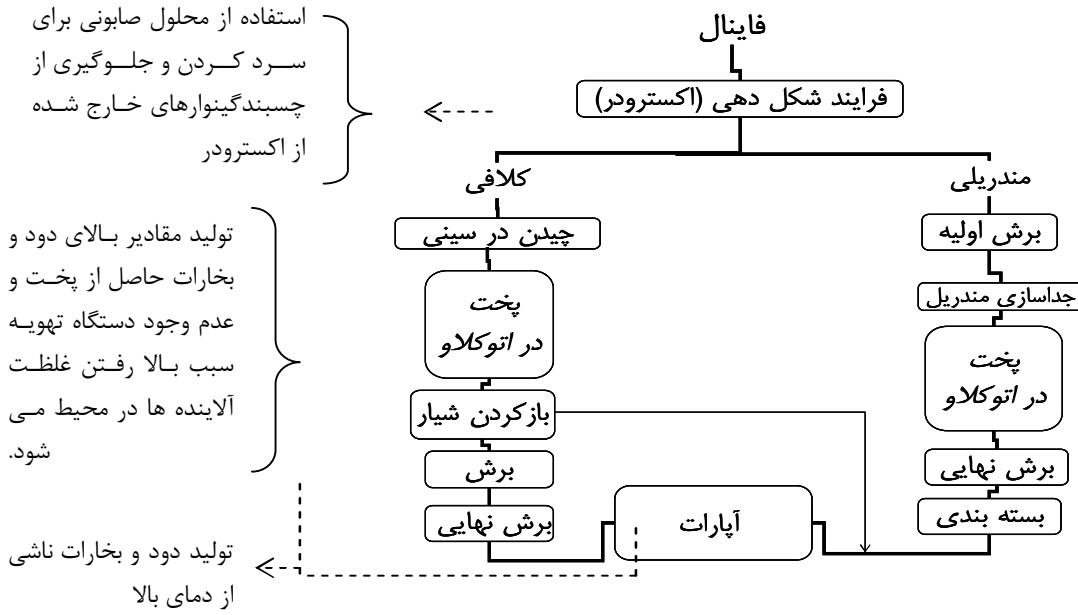 استفاده از محلول صابونی برای
سرد کردن و جلوگیری از
چسبندگینوارهای خارج شده
از اکسترودر
تولید مقادیر بالای دود و
بخارات حاصل از پخت و
عدم وجود دستگاه تهویه
سبب بالا رفتن غلظت
آلاینده ها در محیط می
شود.
تولید دود و بخارات ناشی
از دمای بالا
فاینال
فرایند شکل دهی (اکسترودر)
مندریلی
برش اولیه
جداسازی مندریل
پخت
در اتوکلاو
برش نهایی
بسته بندی
کلافی
چیدن در سینی
پخت
در اتوکلاو
بازکردن شیار
برش
برش نهایی
آپارات